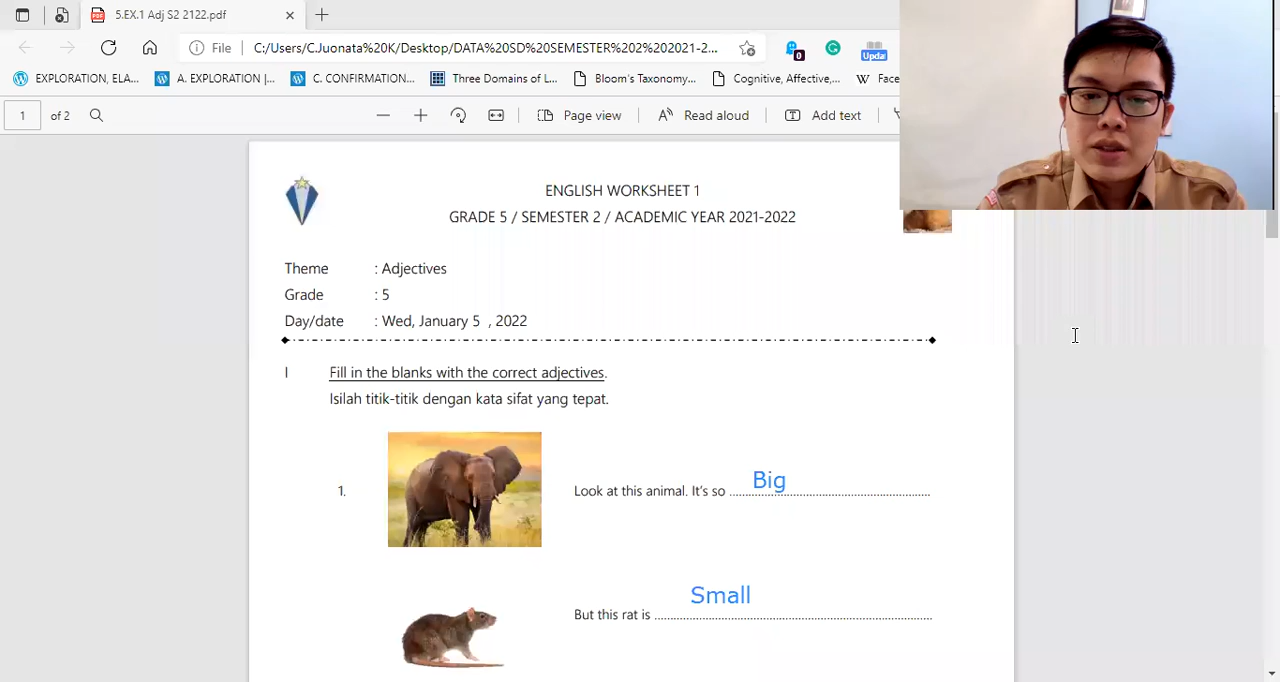 5.EX.1 Adj S2 2122.pdf
File
C:/Users/C.Juonata%20K/Desktop/DATA%20SD%20SEMESTER%202%202021-2...
0
Upda
EXPLORATION, ELA...
A. EXPLORATION |...
C. CONFIRMATION...
Three Domains of L...
Bloom's Taxonomy...
Cognitive, Affective,...
Face
1 of 2
Page view
Read aloud
Add text
ENGLISH WORKSHEET 1
GRADE 5 / SEMESTER 2 / ACADEMIC YEAR 2021-2022
Theme : Adjectives
Grade : 5
Day/date : Wed, January 5 , 2022
I Fill in the blanks with the correct adjectives.
Isilah titik-titik dengan kata sifat yang tepat.
1. Look at this animal. It's so Big
But this rat is Small